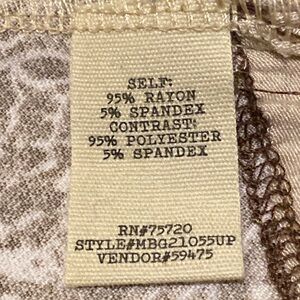 SELF:
95% RAYON
5% SPANDEX
CONTRAST:
95% POLYESTER
5% SPANDEX
RN#75720
STYLE#MBG21055UP
VENDOR#59475